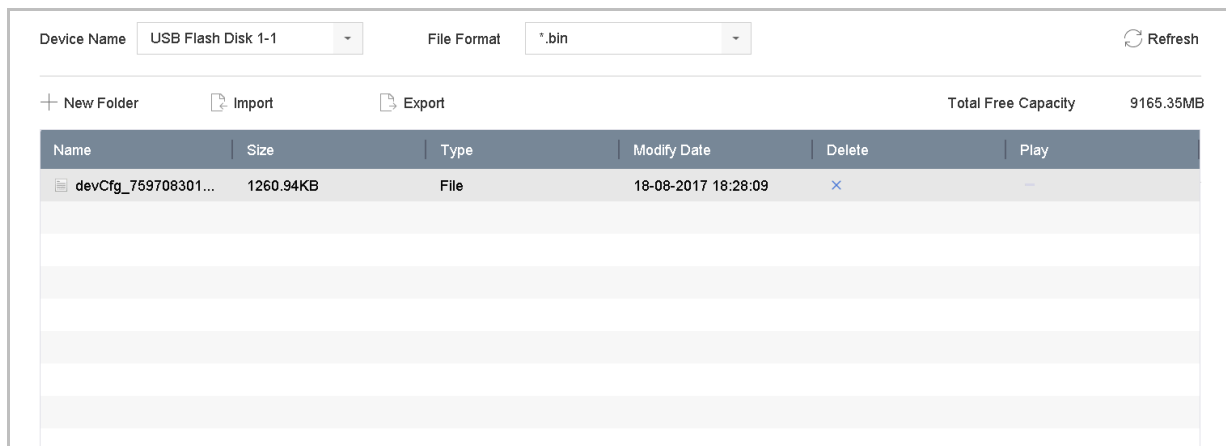 Device Name USB Flash Disk 1-1 File Format *.bin Refresh
New Folder Import Export Total Free Capacity 9165.35MB
Name Size Type Modify Date Delete Play
devCfg_759708301... 1260.94KB File 18-08-2017 18:28:09